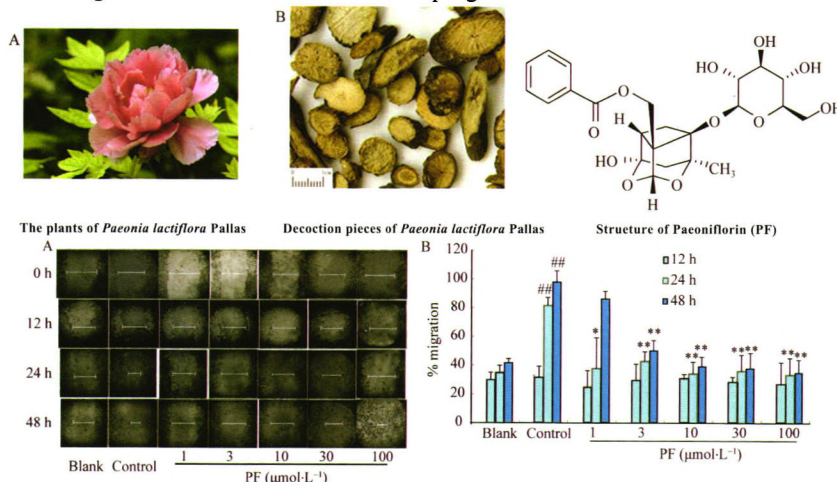 A
B
OH
HO
OH
O
O
O
OH
O
H
HO
CH3
O
O
H
The plants of Paeonia lactiflora Pallas
Decoction pieces of Paeonia lactiflora Pallas
Strueture of Paeoniflorin (PF)
A
0 h
12 h
24 h
48 h
Blank Control 1 3 10 30 100
PF (μmol·L⁻¹)
B
% migration
120
100
80
60
40
20
0
12 h
24 h
48 h
##
##
*
**
**
**
**
**
**
**
**
Blank Control 1 3 10 30 100
PF (μmol·L⁻¹)